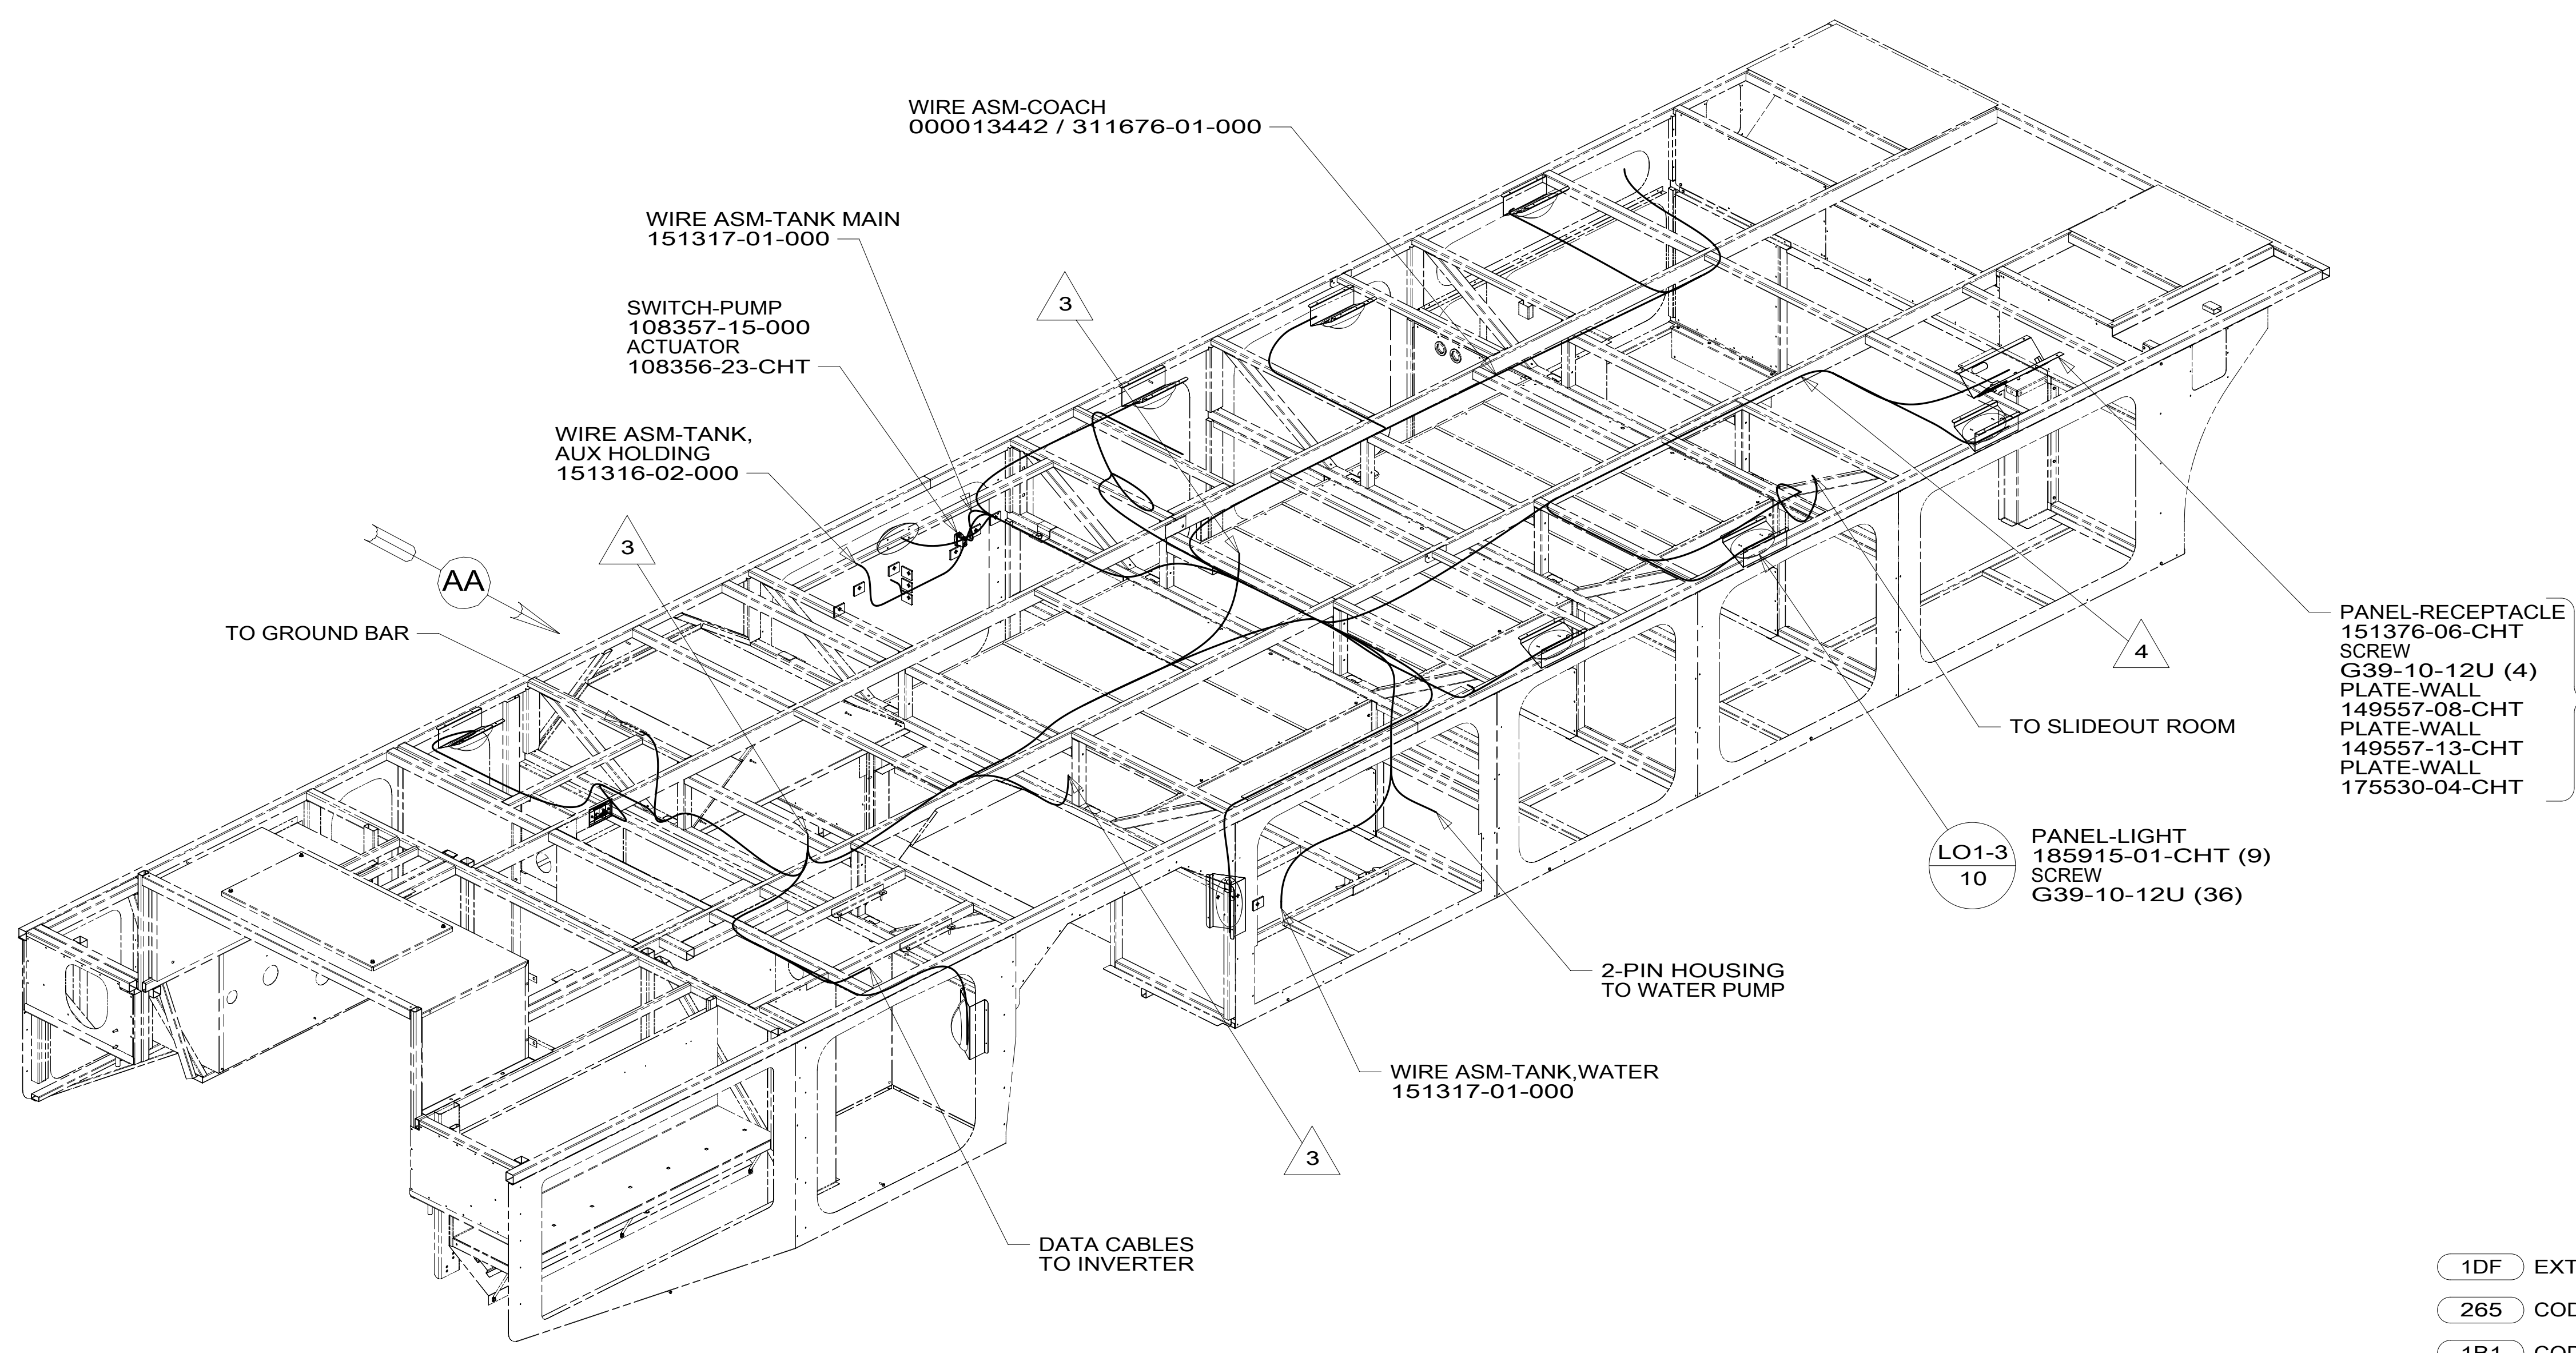 WIRE ASM-COACH
000013442 / 311676-01-000
WIRE ASM-TANK MAIN
151317-01-000
3
SWITCH-PUMP
108357-15-000
ACTUATOR
108356-23-CHT
WIRE ASM-TANK,
AUX HOLDING
151316-02-000
3
AA
TO GROUND BAR
PANEL-RECEPTACLE
151376-06-CHT
SCREW
G39-10-12U (4)
PLATE-WALL
149557-08-CHT
PLATE-WALL
149557-13-CHT
PLATE-WALL
175530-04-CHT
4
TO SLIDEOUT ROOM
LO1-3
10
PANEL-LIGHT
185915-01-CHT (9)
SCREW
G39-10-12U (36)
2-PIN HOUSING
TO WATER PUMP
WIRE ASM-TANK,WATER
151317-01-000
3
DATA CABLES
TO INVERTER
1DF EXT
265